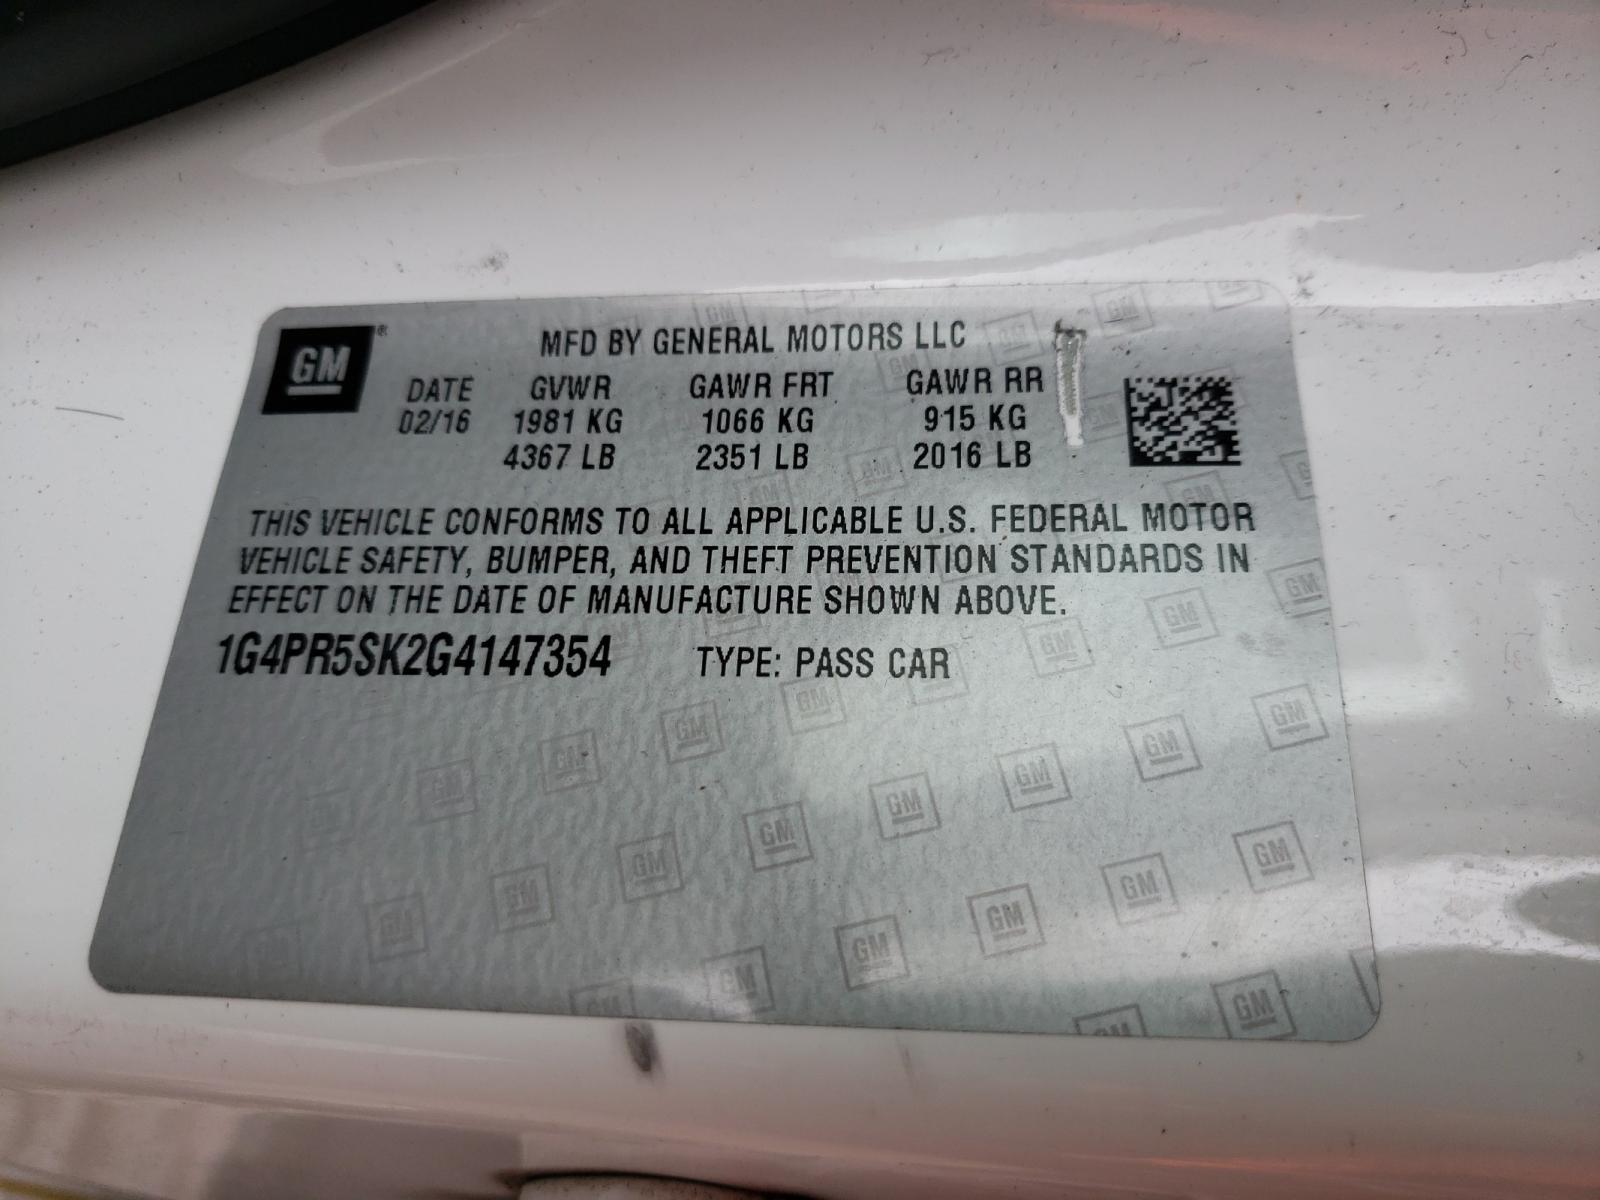 GM®
MFD BY GENERAL MOTORS LLC
DATE GVWR GAWR FRT GAWR RR
02/16 1981 KG 1066 KG 915 KG
4367 LB 2351 LB 2016 LB
THIS VEHICLE CONFORMS TO ALL APPLICABLE U.S. FEDERAL MOTOR
VEHICLE SAFETY, BUMPER, AND THEFT PREVENTION STANDARDS IN
EFFECT ON THE DATE OF MANUFACTURE SHOWN ABOVE.
1G4PR5SK2G4147354 TYPE: PASS CAR